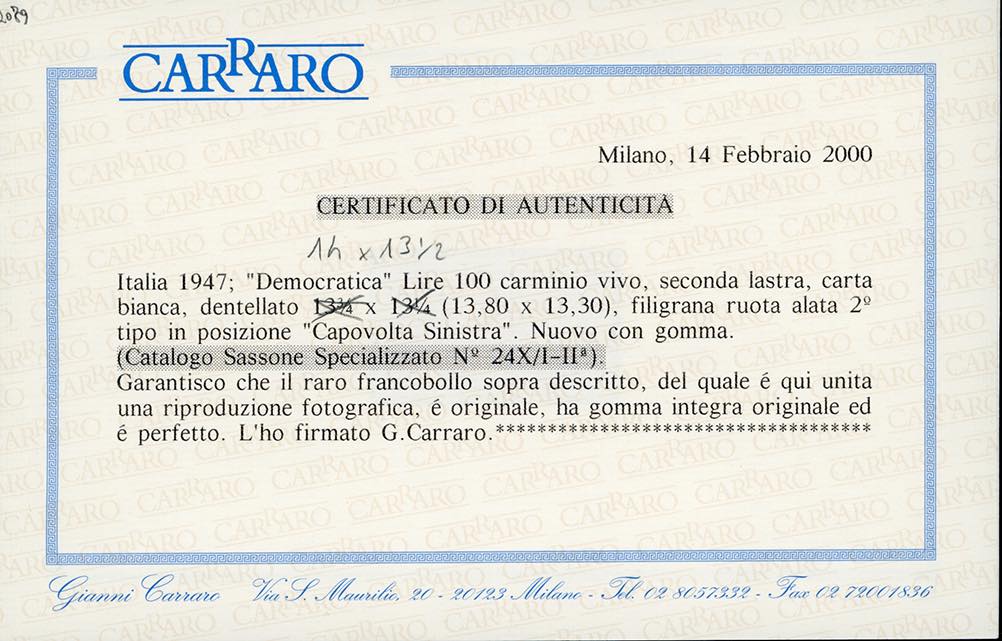 2089
CARRARO
Milano, 14 Febbraio 2000
CERTIFICATO DI AUTENTICITÀ
14 x 13 1/2
Italia 1947; "Democratica" Lire 100 carminio vivo, seconda lastra, carta
bianca, dentellato 13¾ x 13¼ (13,80 x 13,30), filigrana ruota alata 2º
tipo in posizione "Capovolta Sinistra". Nuovo con gomma.
(Catalogo Sassone Specializzato Nº 24X/I-IIª).
Garantisco che il raro francobollo sopra descritto, del quale é qui unita
una riproduzione fotografica, é originale, ha gomma integra originale ed
é perfetto. L'ho firmato G.Carraro.************************************
Gianni Carraro Via S. Maurilio, 20 - 20123 Milano - Tel. 02 8057332 - Fax 02 72001836